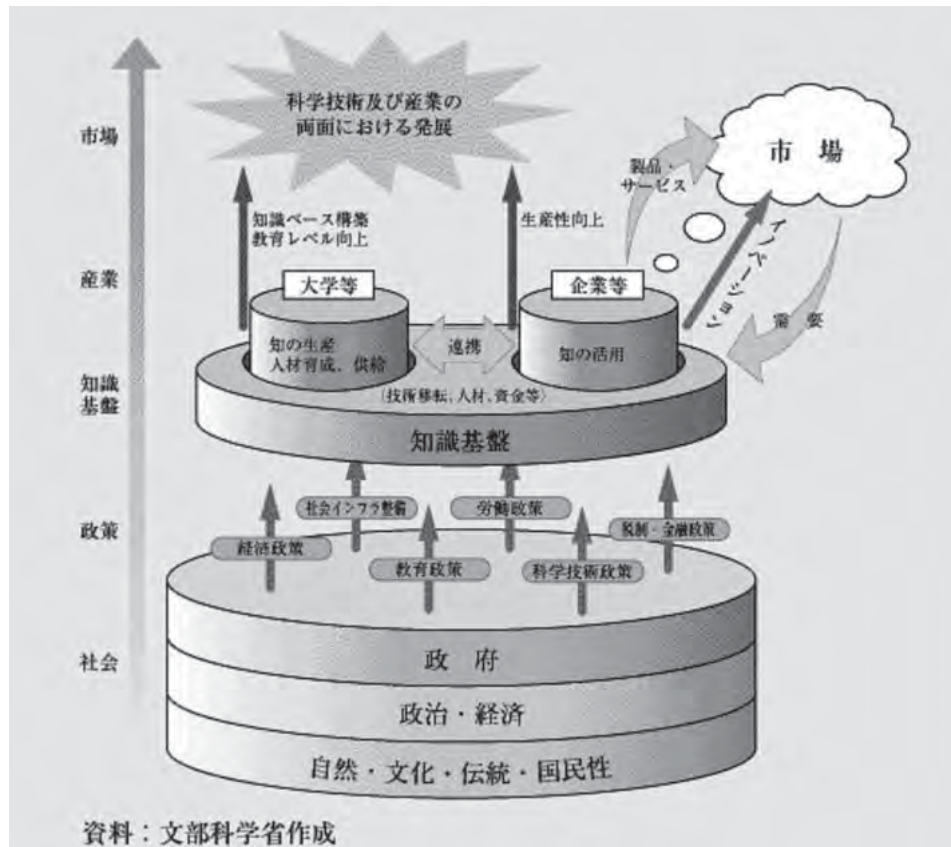 科学技術及び産業の
両面における発展
市場
市 場
製品・
サービス
知識ベース構築
教育レベル向上
生産性向上
イノベーション
産業
大学等
企業等
需 要
知の生産
人材育成、供給
連携
知の活用
知識
基盤
(技術移転、人材、資金等)
知識基盤
社会インフラ整備
労働政策
政策
税制・金融政策
経済政策
教育政策
科学技術政策
社会
政 府
政治・経済
自然・文化・伝統・国民性
資料：文部科学省作成